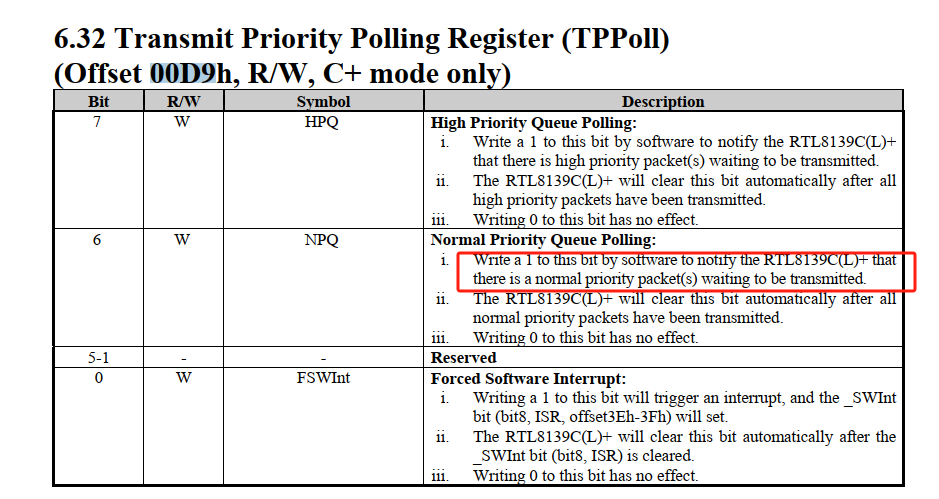 6.32 Transmit Priority Polling Register (TPPoll)
(Offset 00D9h, R/W, C+ mode only)
Bit R/W Symbol Description
7 W HPQ High Priority Queue Polling:
i. Write a 1 to this bit by software to notify the RTL8139C(L)+
that there is high priority packet(s) waiting to be transmitted.
ii. The RTL8139C(L)+ will clear this bit automatically after all
high priority packets have been transmitted.
iii. Writing 0 to this bit has no effect.
6 W NPQ Normal Priority Queue Polling:
i. Write a 1 to this bit by software to notify the RTL8139C(L)+ that
there is a normal priority packet(s) waiting to be transmitted.
ii. The RTL8139C(L)+ will clear this bit automatically after all
normal priority packets have been transmitted.
iii. Writing 0 to this bit has no effect.
5-1 - - Reserved
0 W FSWInt Forced Software Interrupt:
i. Writing a 1 to this bit will trigger an interrupt, and the _SWInt
bit (bit8, ISR, offset3Eh-3Fh) will set.
ii. The RTL8139C(L)+ will clear this bit automatically after the
_SWInt bit (bit8, ISR) is cleared.
iii. Writing 0 to this bit has no effect.